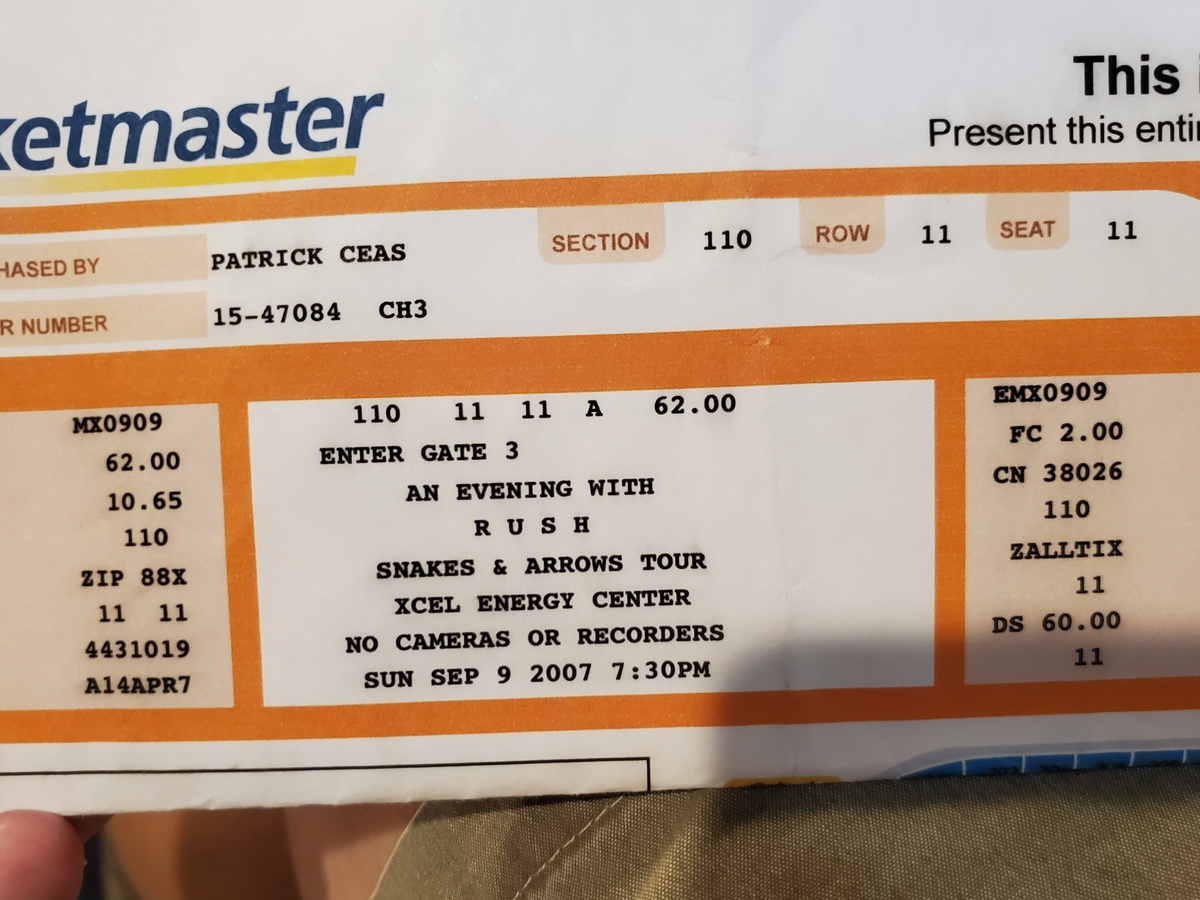 ketmaster
This i
Present this entir
HASED BY PATRICK CEAS SECTION 110 ROW 11 SEAT 11
R NUMBER 15-47084 CH3
MX0909
62.00
10.65
110
ZIP 88X
11 11
4431019
A14APR7
110 11 11 A 62.00
ENTER GATE 3
AN EVENING WITH
R U S H
SNAKES & ARROWS TOUR
XCEL ENERGY CENTER
NO CAMERAS OR RECORDERS
SUN SEP 9 2007 7:30PM
EMX0909
FC 2.00
CN 38026
110
ZALLTIX
11
DS 60.00
11